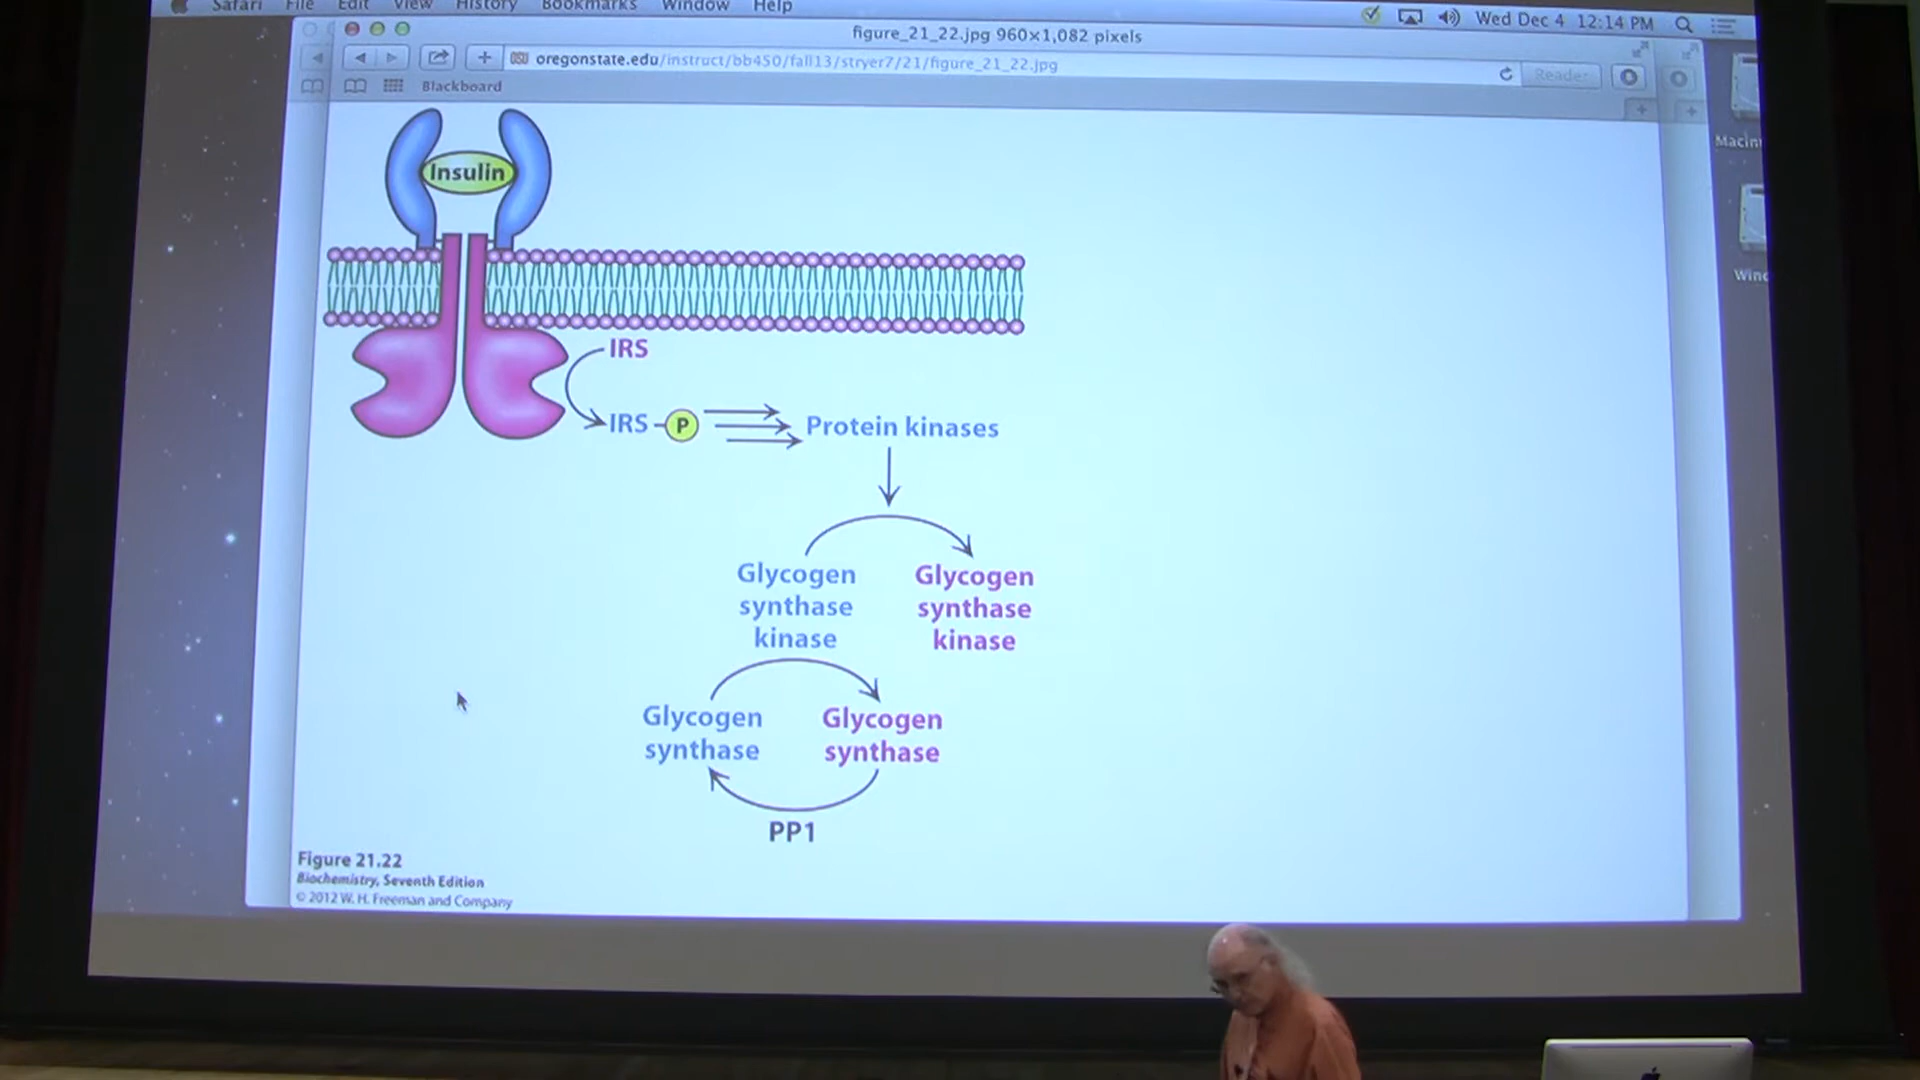 Safari File Edit View History Bookmarks Window Help Wed Dec 4 12:14 PM
figure_21_22.jpg 960×1,082 pixels
oregonstate.edu/instruct/bb450/fall13/stryer7/21/figure_21_22.jpg Reader
Blackboard
Insulin
IRS
IRS P Protein kinases
Glycogen
synthase
kinase
Glycogen
synthase
kinase
Glycogen
synthase
Glycogen
synthase
PP1
Figure 21.22
Biochemistry, Seventh Edition
© 2012 W. H. Freeman and Company